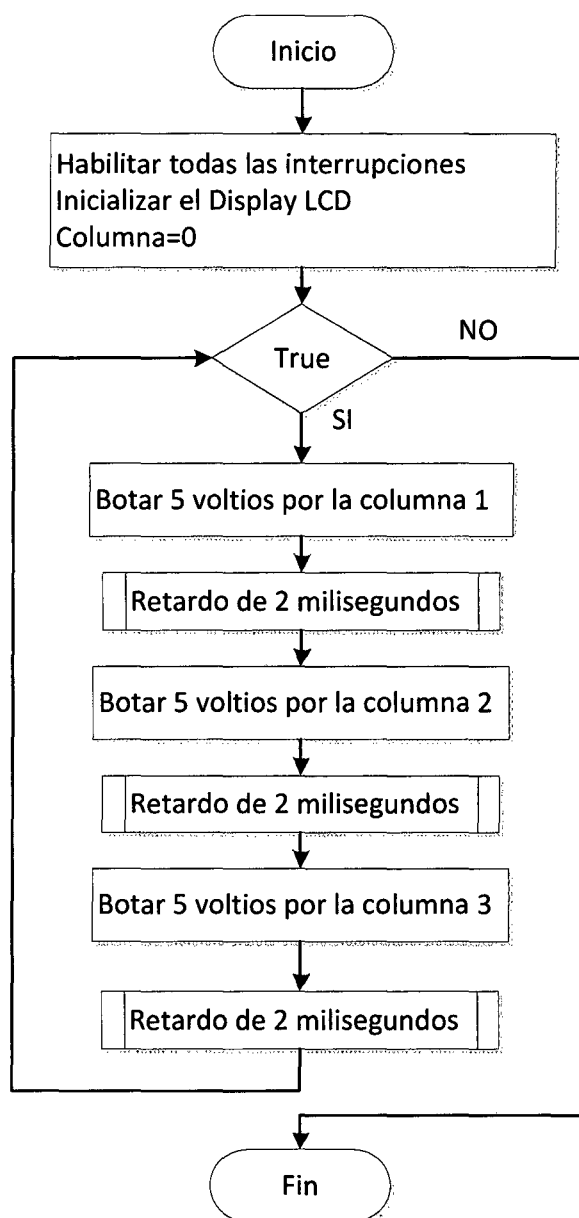 Inicio
Habilitar todas las interrupciones
Inicializar el Display LCD
Columna=0
True
NO
SI
Botar 5 voltios por la columna 1
Retardo de 2 milisegundos
Botar 5 voltios por la columna 2
Retardo de 2 milisegundos
Botar 5 voltios por la columna 3
Retardo de 2 milisegundos
Fin